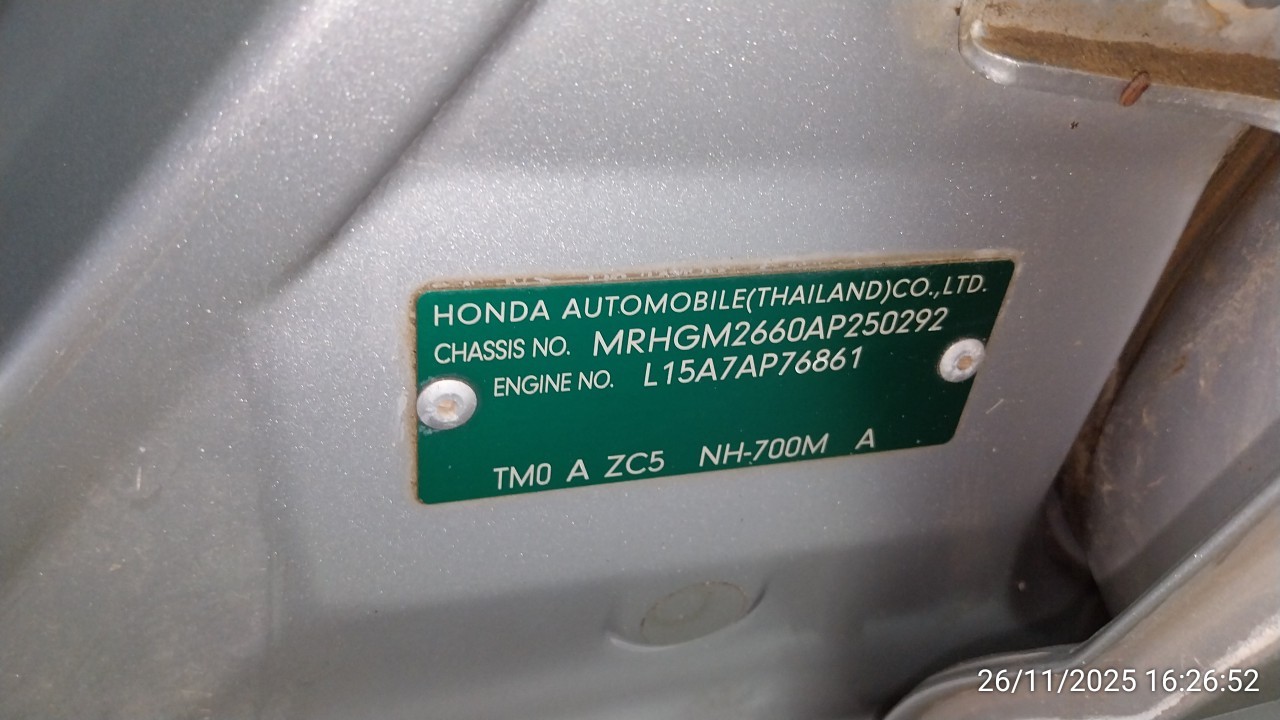 HONDA AUTOMOBILE(THAILAND)CO.,LTD.
CHASSIS NO. MRHGM2660AP250292
ENGINE NO. L15A7AP76861
TM0 A ZC5 NH-700M A
26/11/2025 16:26:52